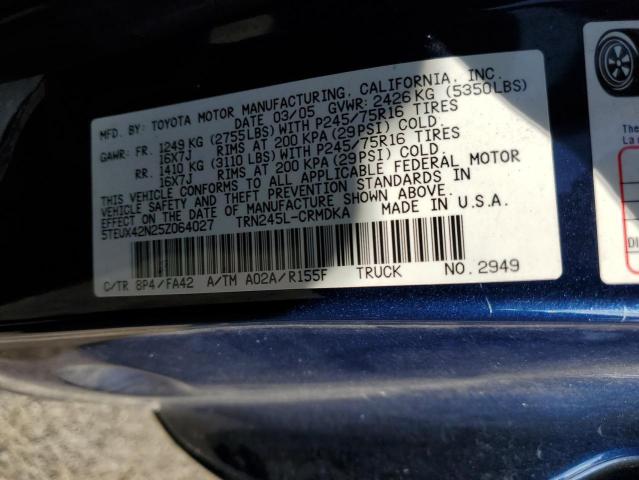 MFD. BY: TOYOTA MOTOR MANUFACTURING, CALIFORNIA, INC.
DATE 03/05 GVWR: 2426 KG (5350LBS)
GAWR: FR. 1249 KG (2755LBS) WITH P245/75R16 TIRES
16X7J RIMS AT 200 KPA (29PSI) COLD.
RR. 1410 KG (3110LBS) WITH P245/75R16 TIRES
16X7J RIMS AT 200 KPA (29PSI) COLD.
THIS VEHICLE CONFORMS TO ALL APPLICABLE FEDERAL MOTOR
VEHICLE SAFETY AND THEFT PREVENTION STANDARDS IN
EFFECT ON THE DATE OF MANUFACTURE SHOWN ABOVE.
5TEUX42N25Z064027 TRN245L-CRMDKA MADE IN U.S.A.
C/TR 8P4/FA42 A/TM A02A/R155F TRUCK NO. 2949